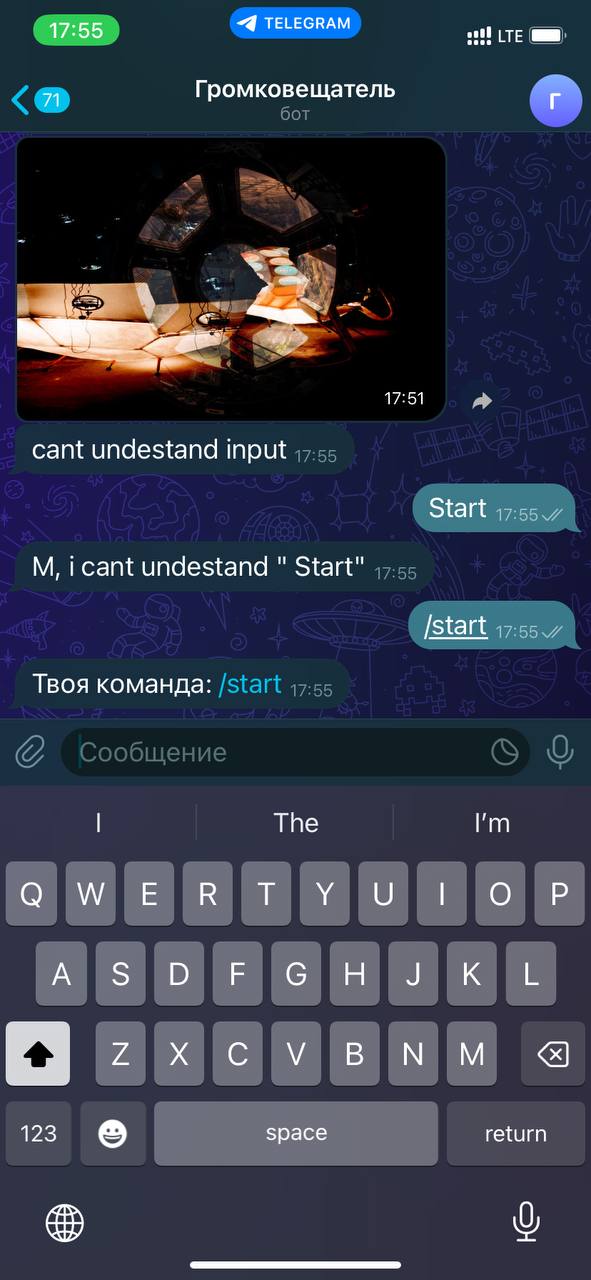 17:55
TELEGRAM
LTE
71
Громковещатель
Г
бот
17:51
cant undestand input 17:55
Start 17:55
M, i cant undestand " Start" 17:55
/start 17:55
Твоя команда: /start 17:55
Сообщение
I The I'm
Q W E R T Y U I O P
A S D F G H J K L
Z X C V B N M
123 space return